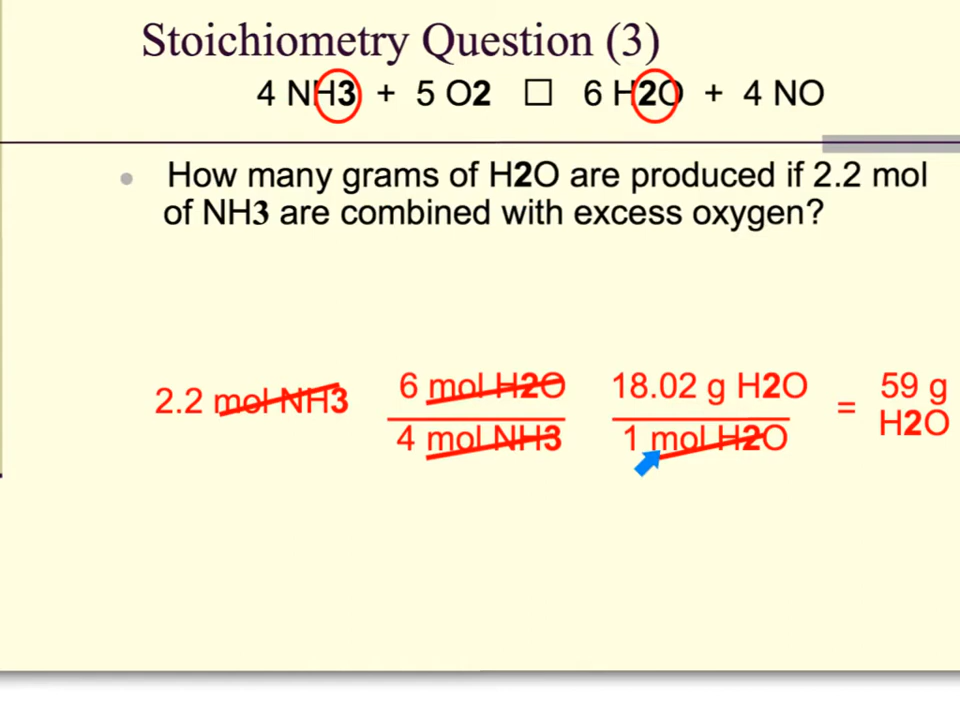 Stoichiometry Question (3)
4 NH3 + 5 O2 □ 6 H2O + 4 NO
• How many grams of H2O are produced if 2.2 mol
of NH3 are combined with excess oxygen?
2.2 mol NH3 6 mol H2O 18.02 g H2O = 59 g
4 mol NH3 1 mol H2O H2O